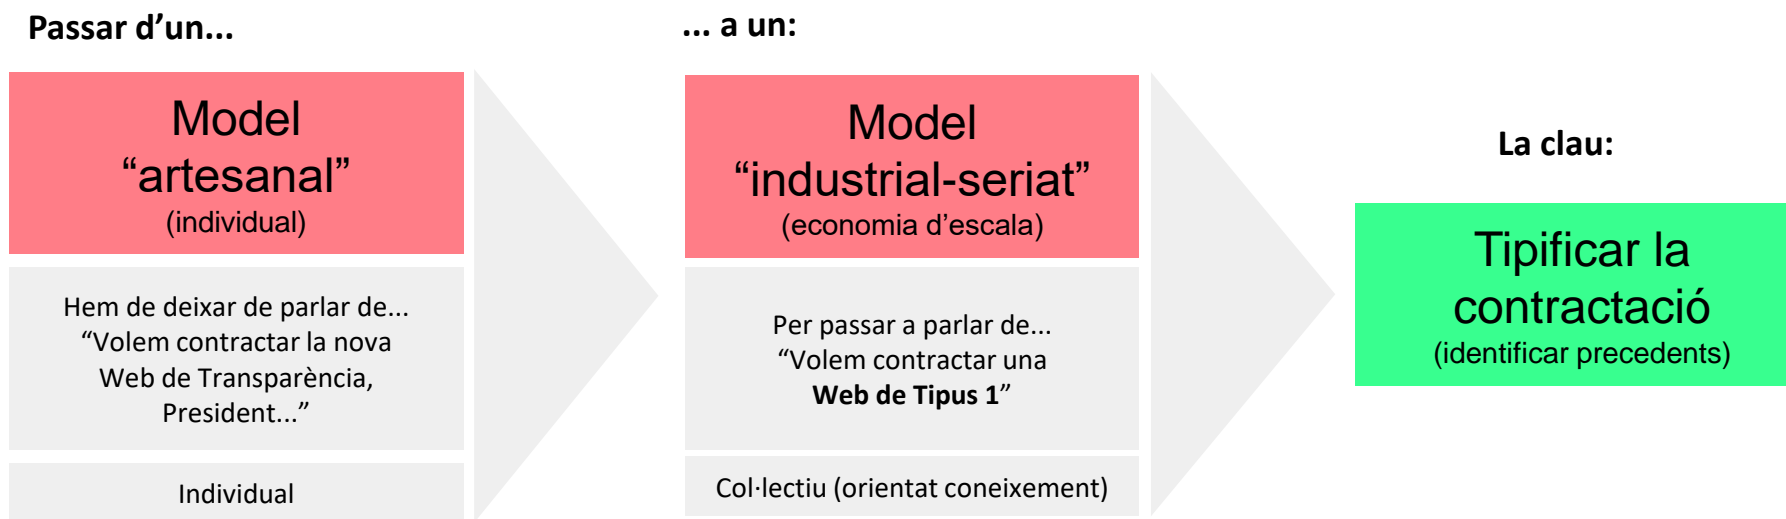 Passar d’un...
Model
“artesanal”
(individual)
Hem de deixar de parlar de...
“Volem contractar la nova
Web de Transparència,
President...”
Individual
... a un:
Model
“industrial-seriat”
(economia d’escala)
Per passar a parlar de...
“Volem contractar una
Web de Tipus 1”
Col·lectiu (orientat coneixement)
La clau:
Tipificar la
contractació
(identificar precedents)